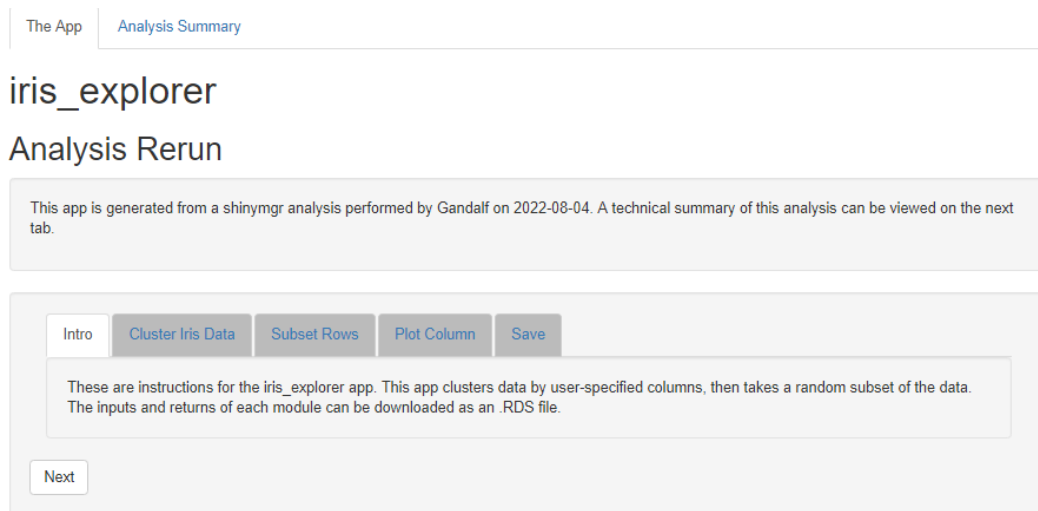 The App Analysis Summary
iris_explorer
Analysis Rerun
This app is generated from a shinymgr analysis performed by Gandalf on 2022-08-04. A technical summary of this analysis can be viewed on the next
tab.
Intro Cluster Iris Data Subset Rows Plot Column Save
These are instructions for the iris_explorer app. This app clusters data by user-specified columns, then takes a random subset of the data.
The inputs and returns of each module can be downloaded as an .RDS file.
Next